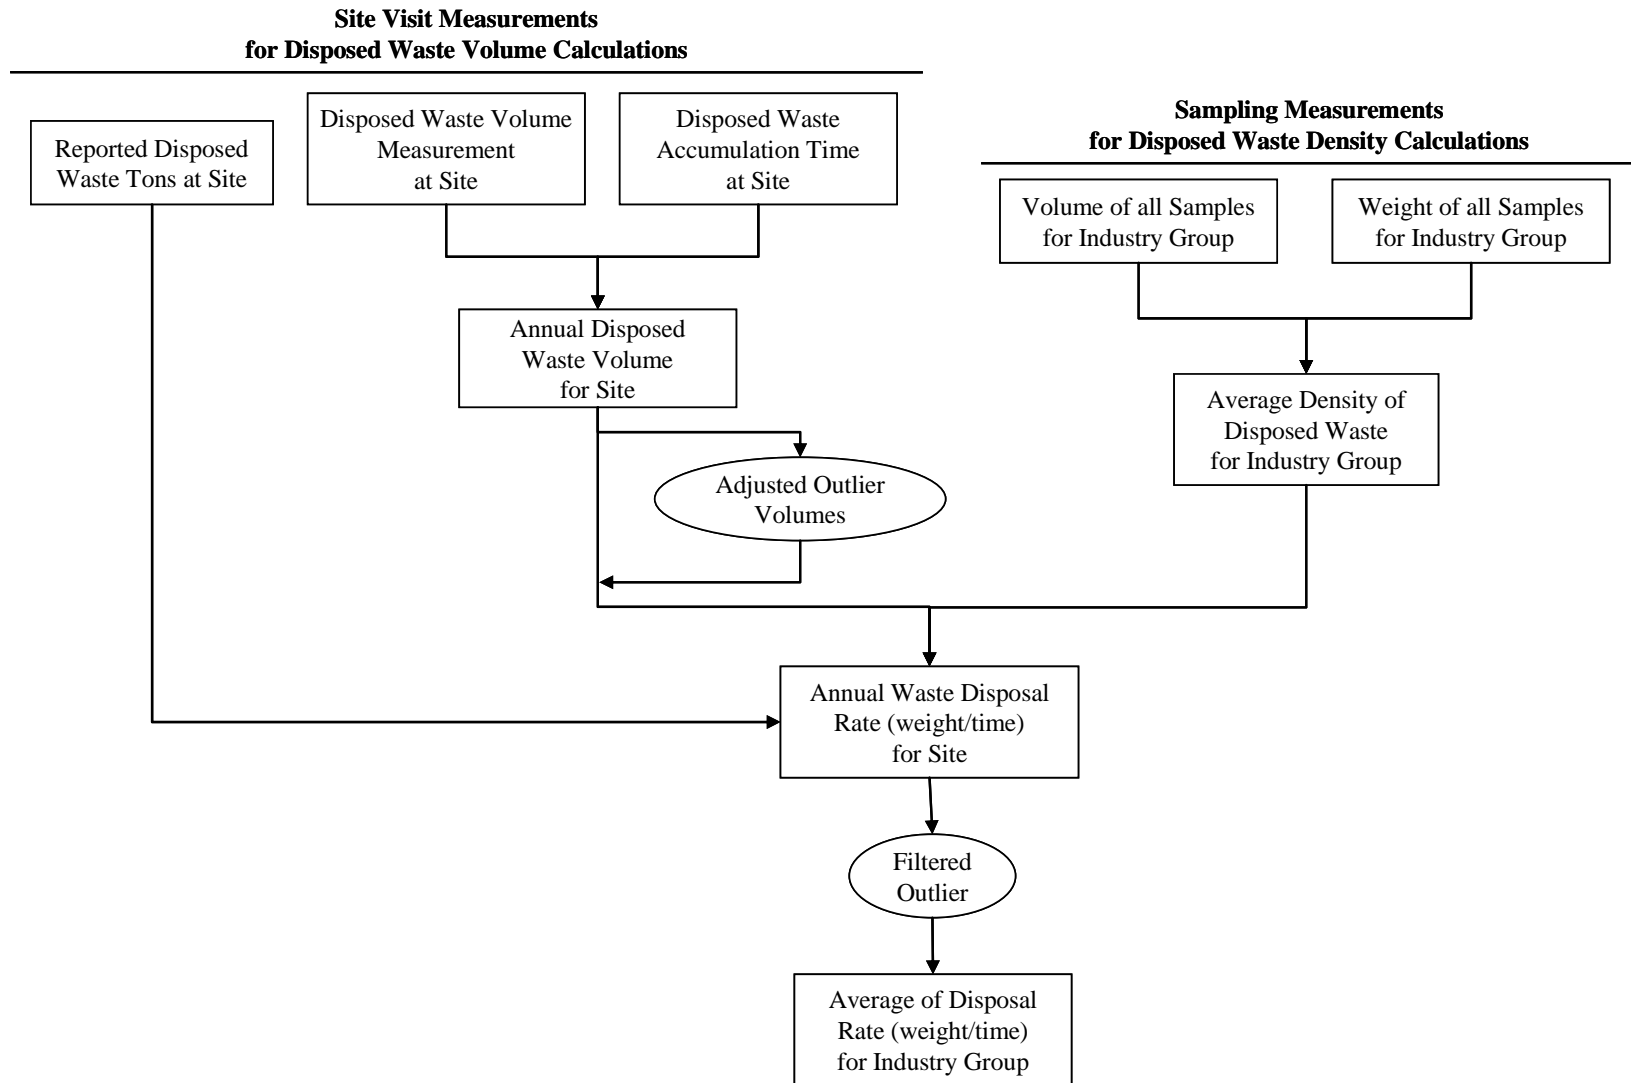 Site Visit Measurements
for Disposed Waste Volume Calculations
Reported Disposed
Waste Tons at Site
Disposed Waste Volume
Measurement
at Site
Disposed Waste
Accumulation Time
at Site
Sampling Measurements
for Disposed Waste Density Calculations
Volume of all Samples
for Industry Group
Weight of all Samples
for Industry Group
Annual Disposed
Waste Volume
for Site
Average Density of
Disposed Waste
for Industry Group
Adjusted Outlier
Volumes
Annual Waste Disposal
Rate (weight/time)
for Site
Filtered
Outlier
Average of Disposal
Rate (weight/time)
for Industry Group